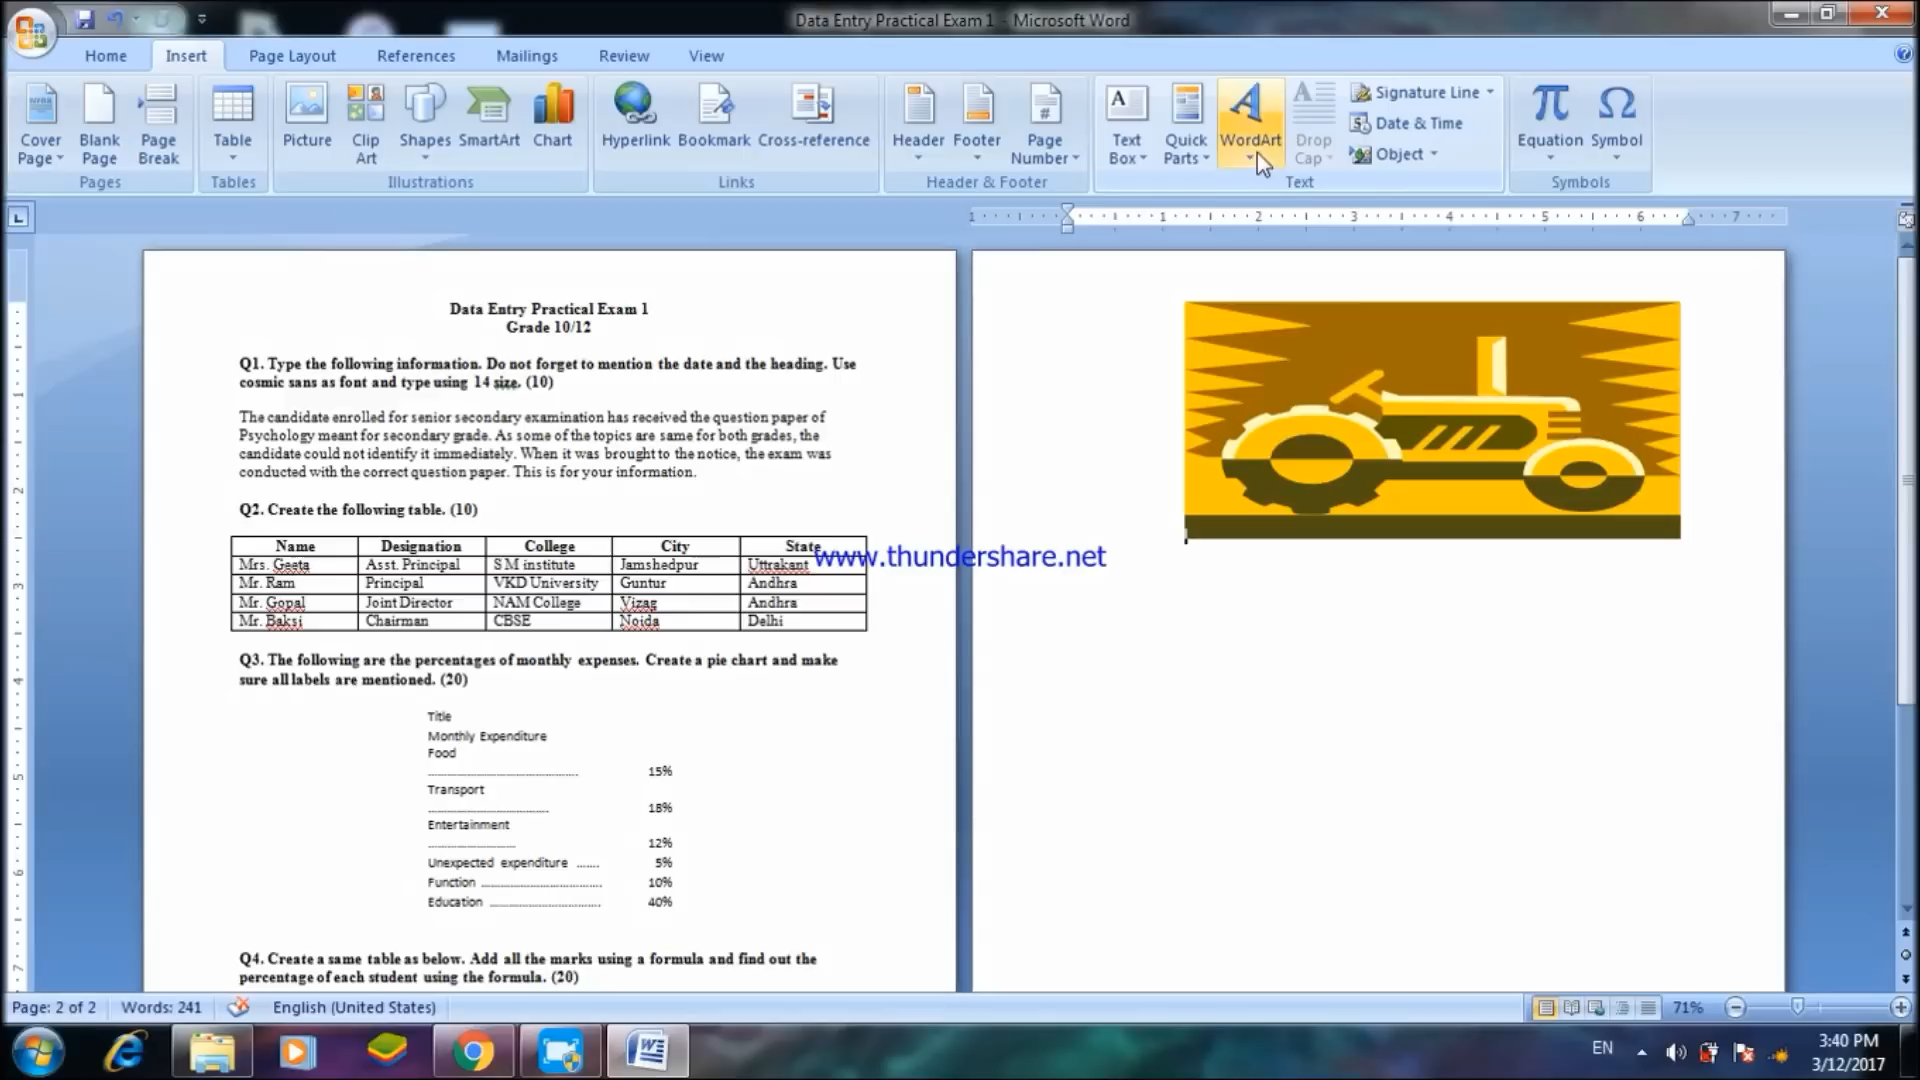 Data Entry Practical Exam 1 - Microsoft Word
Home Insert Page Layout References Mailings Review View
Cover Page Blank Page Page Break Table Picture Clip Art Shapes SmartArt Chart Hyperlink Bookmark Cross-reference Header Footer Page Number Text Box Quick Parts WordArt Drop Cap Signature Line Date & Time Object Equation Symbol
Pages Tables Illustrations Links Header & Footer Text Symbols
1 1 2 3 4 5 6 7
Data Entry Practical Exam 1
Grade 10/12
Q1. Type the following information. Do not forget to mention the date and the heading. Use
cosmic sans as font and type using 14 size. (10)
The candidate enrolled for senior secondary examination has received the question paper of
Psychology meant for secondary grade. As some of the topics are same for both grades, the
candidate could not identify it immediately. When it was brought to the notice, the exam was
conducted with the correct question paper. This is for your information.
Q2. Create the following table. (10)
Name Designation College City State
Mrs. Geeta Asst. Principal S M institute Jamshedpur Uttrakant
Mr. Ram Principal VKD University Guntur Andhra
Mr. Gopal Joint Director NAM College Vizag Andhra
Mr. Baksi Chairman CBSE Noida Delhi
www.thundershare.net
Q3. The following are the percentages of monthly expenses. Create a pie chart and make
sure all labels are mentioned. (20)
Title
Monthly Expenditure
Food
15%
Transport
18%
Entertainment
12%
Unexpected expenditure ....... 5%
Function .................................... 10%
Education ................................. 40%
Q4. Create a same table as below. Add all the marks using a formula and find out the
percentage of each student using the formula. (20)
Page: 2 of 2 Words: 241 English (United States) 71%
EN
3:40 PM
3/12/2017